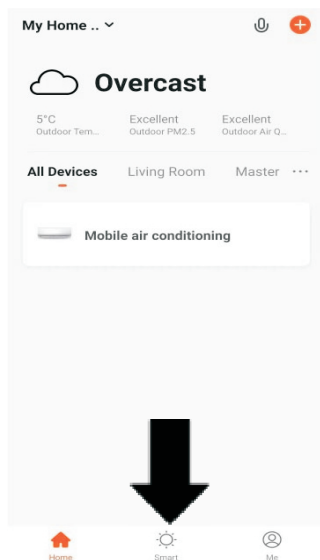 My Home ..
Overcast
5°C Excellent Excellent
Outdoor Tem... Outdoor PM2.5 Outdoor Air Q...
All Devices Living Room Master ...
Mobile air conditioning
Home Smart Me